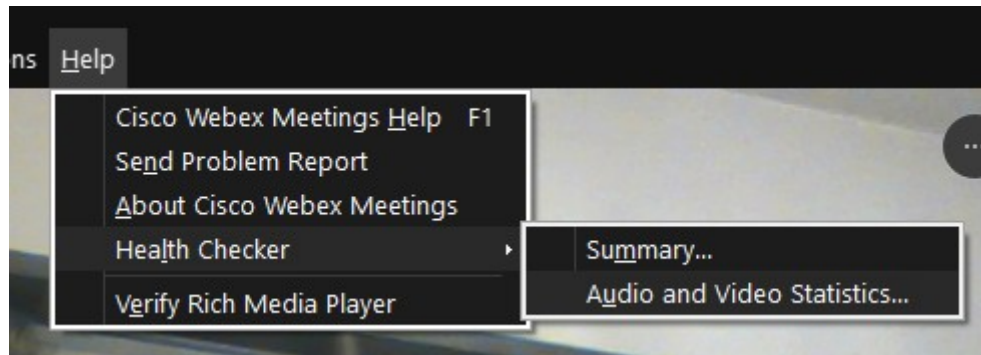 ns Help
Cisco Webex Meetings Help F1
Send Problem Report
About Cisco Webex Meetings
Health Checker
Summary...
Verify Rich Media Player
Audio and Video Statistics...